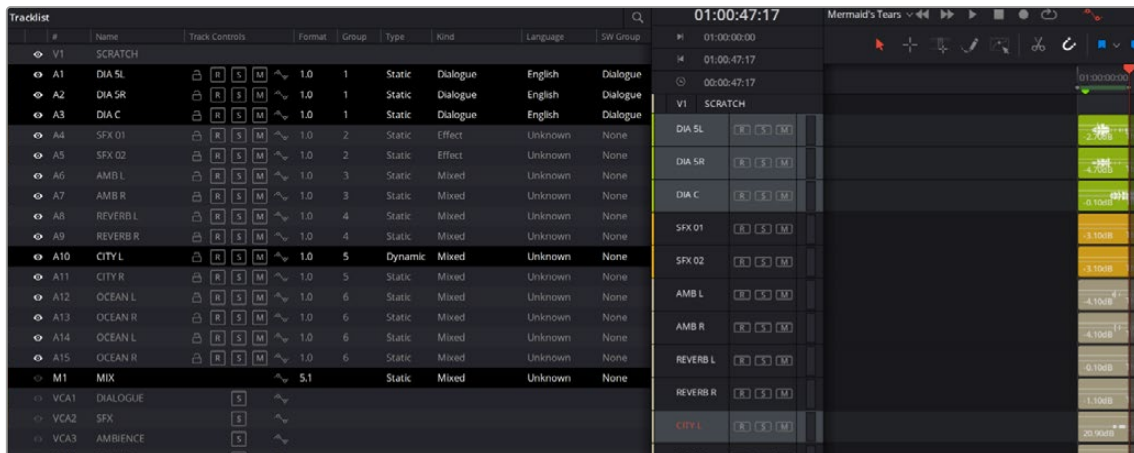 Tracklist
# Name Track Controls Format Group Type Kind Language SW Group
V1 SCRATCH
A1 DIA 5L R S M 1.0 1 Static Dialogue English Dialogue
A2 DIA 5R R S M 1.0 1 Static Dialogue English Dialogue
A3 DIA C R S M 1.0 1 Static Dialogue English Dialogue
A4 SFX 01 R S M 1.0 2 Static Effect Unknown None
A5 SFX 02 R S M 1.0 2 Static Effect Unknown None
A6 AMB L R S M 1.0 3 Static Mixed Unknown None
A7 AMB R R S M 1.0 3 Static Mixed Unknown None
A8 REVERB L R S M 1.0 4 Static Mixed Unknown None
A9 REVERB R R S M 1.0 4 Static Mixed Unknown None
A10 CITY L R S M 1.0 5 Dynamic Mixed Unknown None
A11 CITY R R S M 1.0 5 Static Mixed Unknown None
A12 OCEAN L R S M 1.0 6 Static Mixed Unknown None
A13 OCEAN R R S M 1.0 6 Static Mixed Unknown None
A14 OCEAN L R S M 1.0 6 Static Mixed Unknown None
A15 OCEAN R R S M 1.0 6 Static Mixed Unknown None
M1 MIX 5.1 Static Mixed Unknown None
VCA1 DIALOGUE S
VCA2 SFX S
VCA3 AMBIENCE S
01:00:47:17 Mermaid's Tears
01:00:00:00
01:00:47:17
00:00:47:17
01:00:00:00
V1 SCRATCH
DIA 5L R S M
DIA 5R R S M -4.70dB
DIA C R S M -0.10dB
SFX 01 R S M -3.10dB
SFX 02 R S M -3.10dB
AMB L R S M -4.10dB
AMB R R S M -4.10dB
REVERB L R S M -0.10dB
REVERB R R S M -1.10dB
CITY L R S M 20.90dB